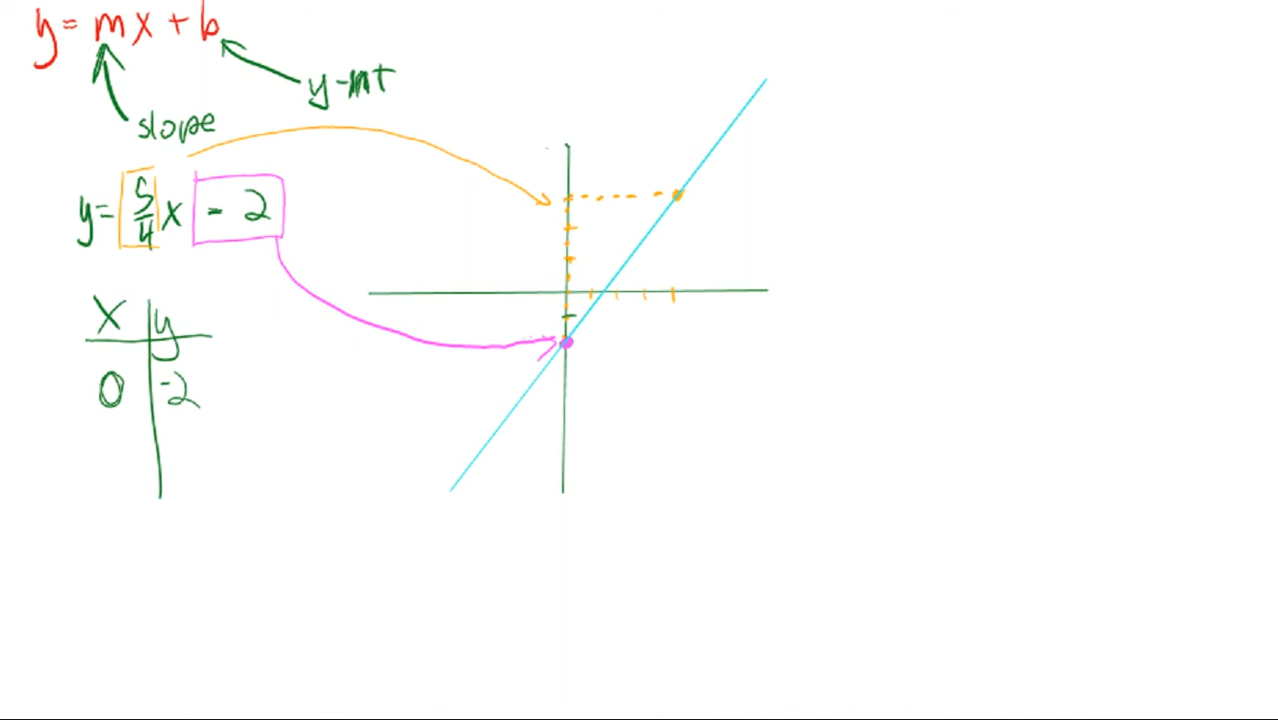 y = mx + b
y-int
slope
y = 5/4 x - 2
x y
0 -2